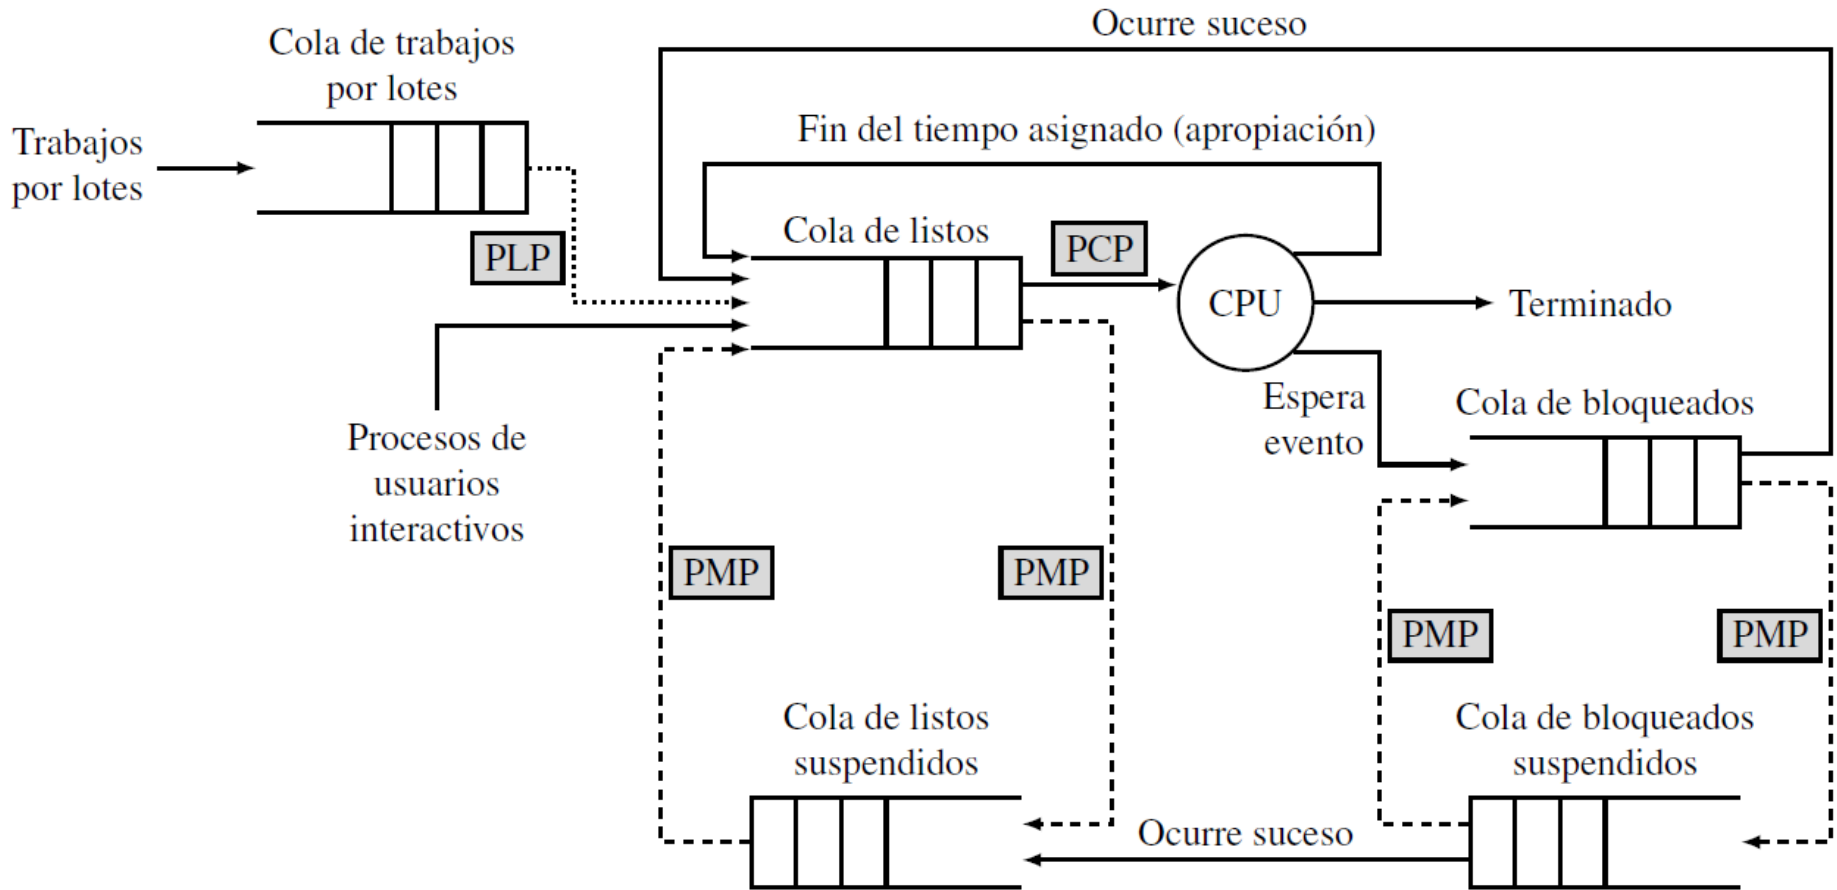 Ocurre suceso
Cola de trabajos
por lotes
Trabajos
por lotes
Fin del tiempo asignado (apropiación)
PLP
Cola de listos
PCP
CPU
Terminado
Procesos de
usuarios
interactivos
Espera
evento
Cola de bloqueados
PMP
PMP
PMP
PMP
Cola de listos
suspendidos
Cola de bloqueados
suspendidos
Ocurre suceso